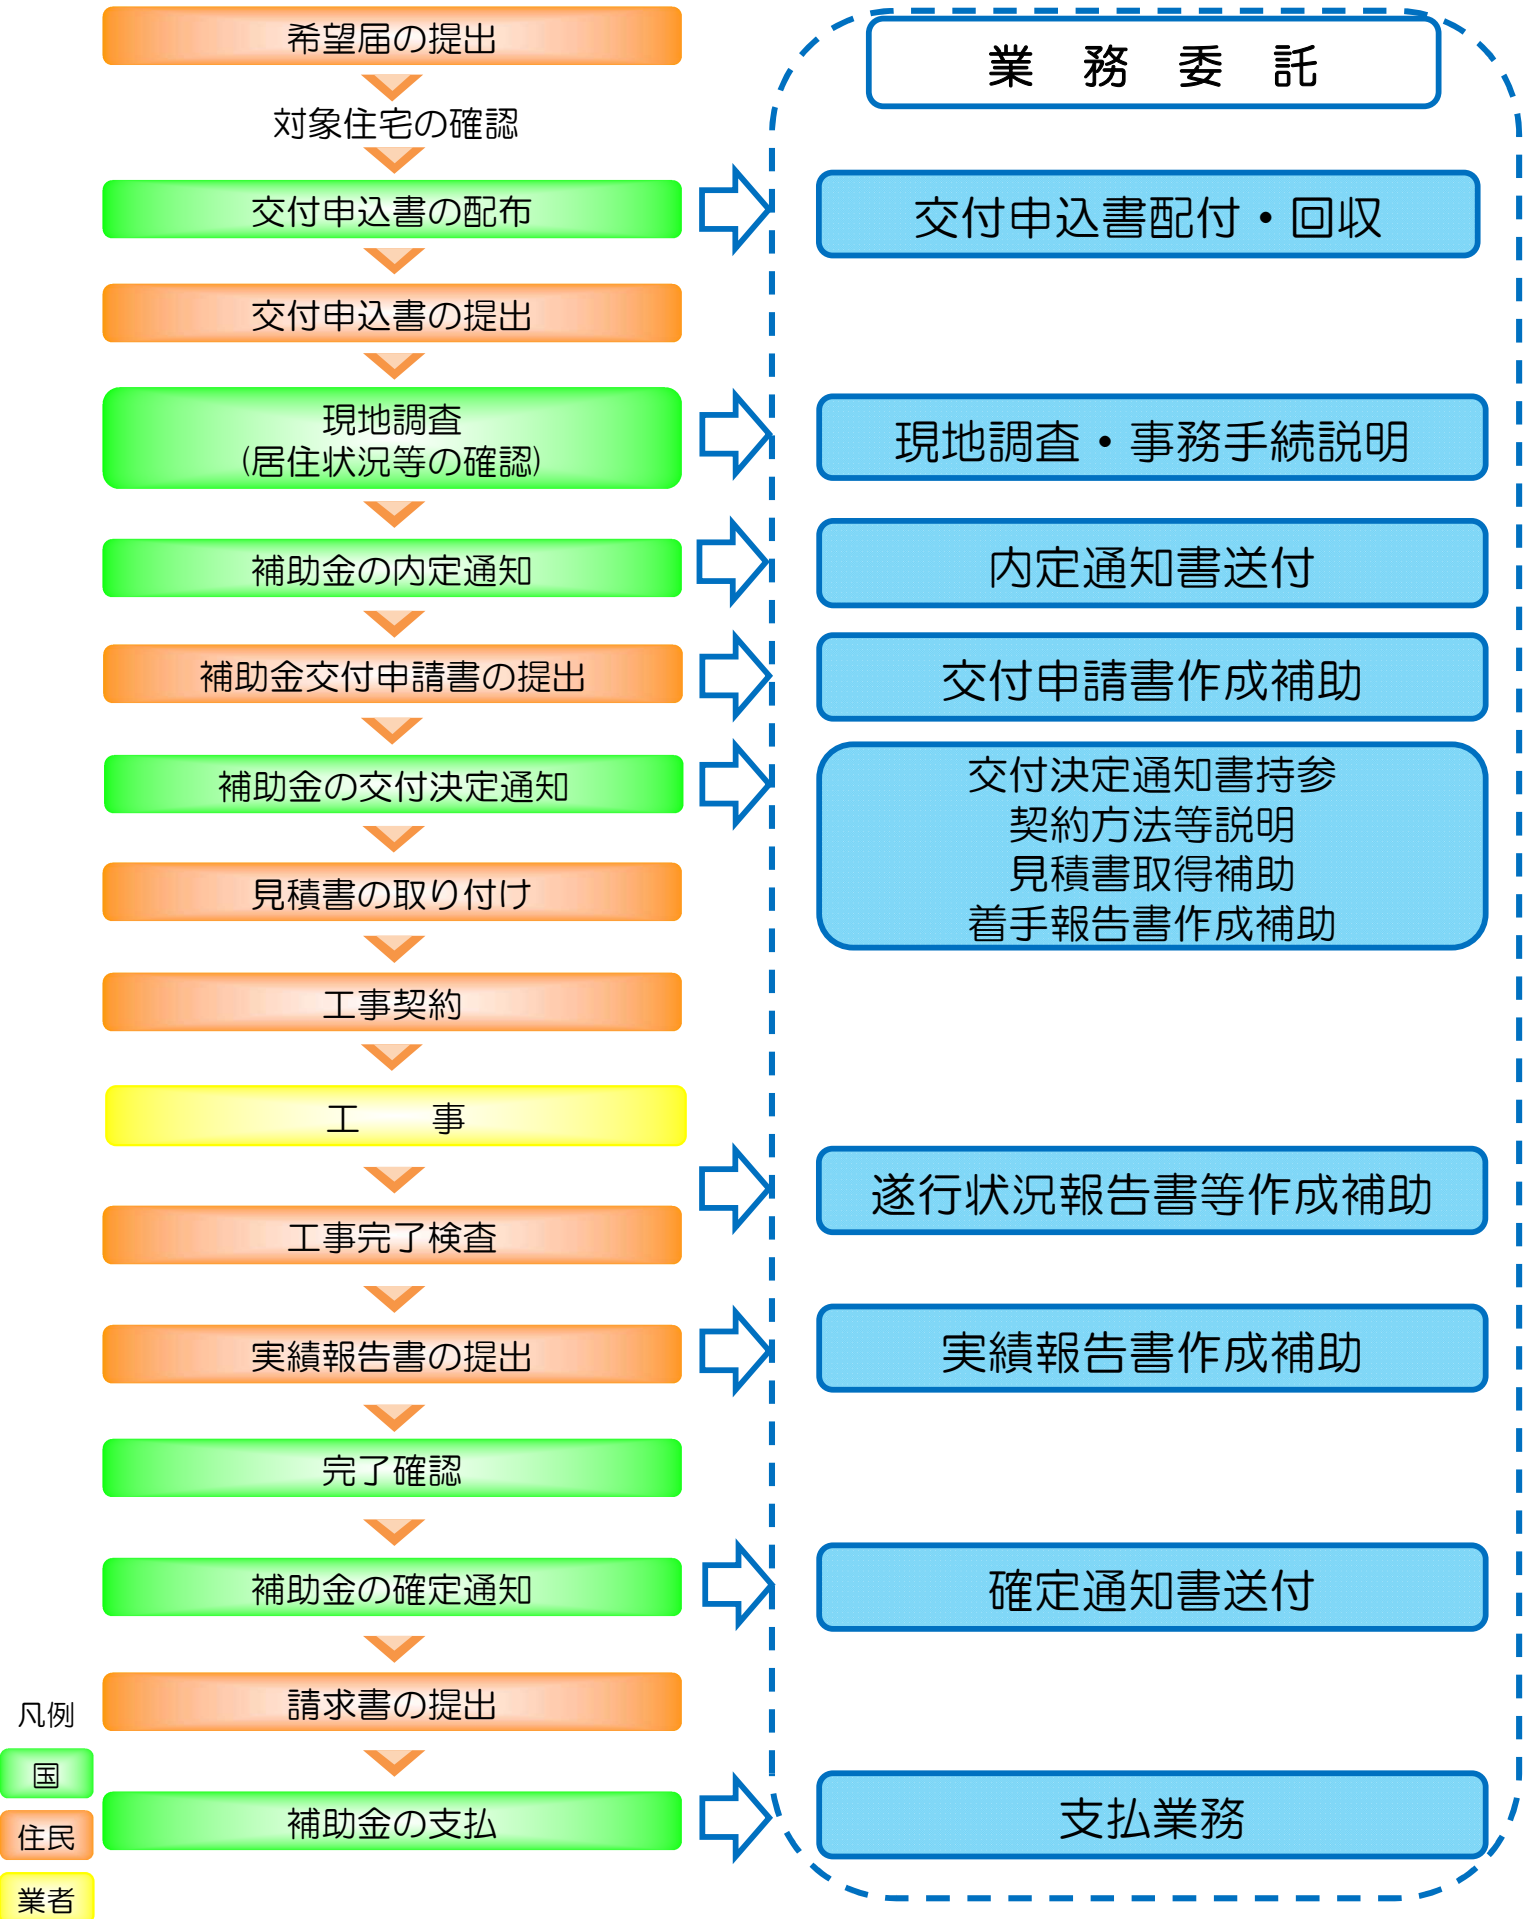 希望届の提出
対象住宅の確認
交付申込書の配布
交付申込書の提出
現地調査
(居住状況等の確認)
補助金の内定通知
補助金交付申請書の提出
補助金の交付決定通知
見積書の取り付け
工事契約
工　　事
工事完了検査
実績報告書の提出
完了確認
補助金の確定通知
請求書の提出
補助金の支払
凡例
国
住民
業者
業　務　委　託
交付申込書配付・回収
現地調査・事務手続説明
内定通知書送付
交付申請書作成補助
交付決定通知書持参
契約方法等説明
見積書取得補助
着手報告書作成補助
遂行状況報告書等作成補助
実績報告書作成補助
確定通知書送付
支払業務